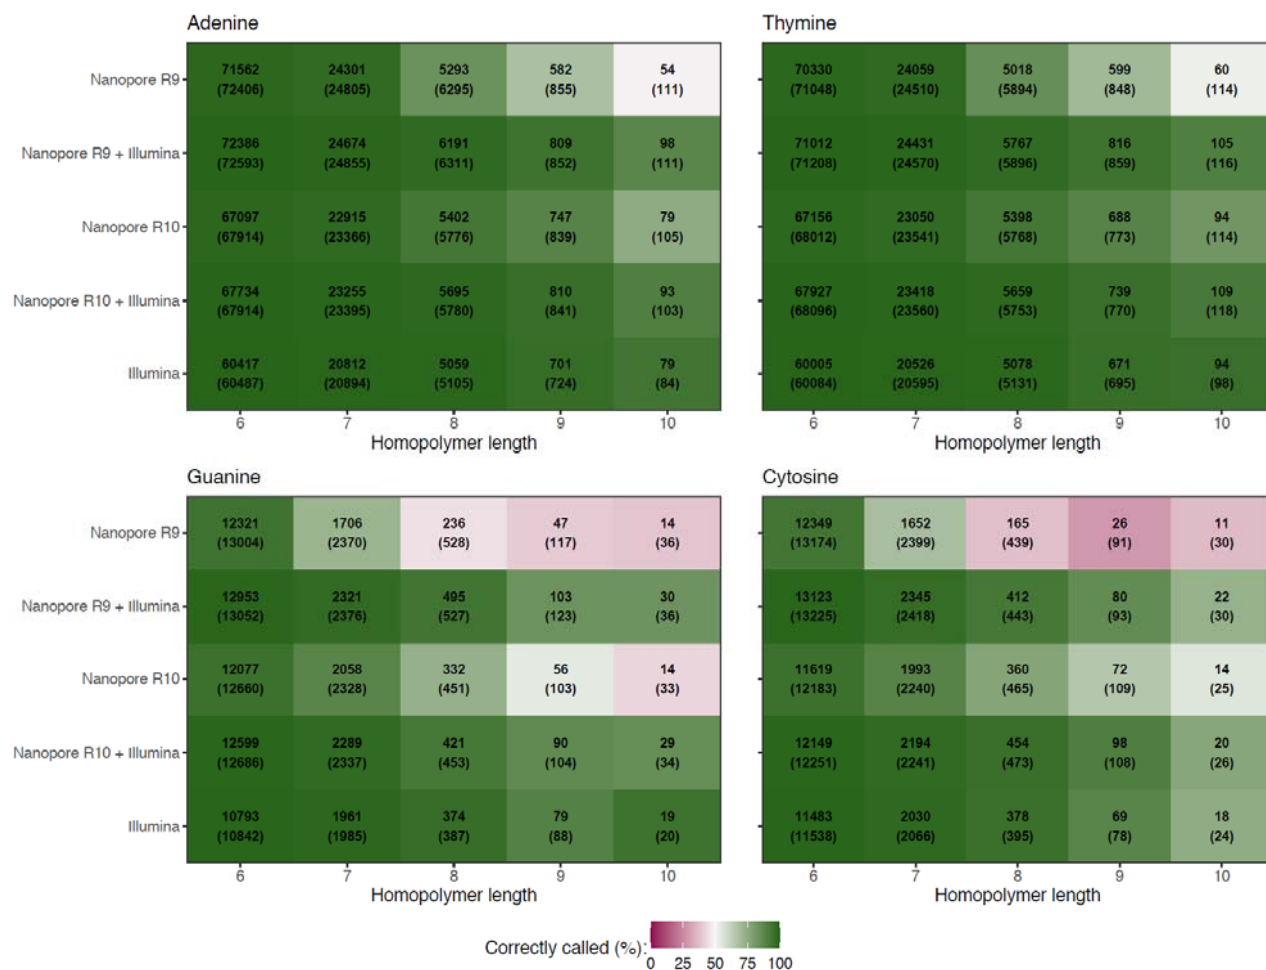 Adenine
Nanopore R9
71562 24301 5293 582 54
(72406) (24805) (6295) (855) (111)
Nanopore R9 + Illumina
72386 24674 6191 809 98
(72593) (24855) (6311) (852) (111)
Nanopore R10
67097 22915 5402 747 79
(67914) (23366) (5776) (839) (105)
Nanopore R10 + Illumina
67734 23255 5695 810 93
(67914) (23395) (5780) (841) (103)
Illumina
60417 20812 5059 701 79
(60487) (20894) (5105) (724) (84)
6 7 8 9 10
Homopolymer length
Thymine
70330 24059 5018 599 60
(71048) (24510) (5894) (848) (114)
71012 24431 5767 816 105
(71208) (24570) (5896) (859) (116)
67156 23050 5398 688 94
(68012) (23541) (5768) (773) (114)
67927 23418 5659 739 109
(68096) (23560) (5753) (770) (118)
60005 20526 5078 671 94
(60084) (20595) (5131) (695) (98)
6 7 8 9 10
Homopolymer length
Guanine
Nanopore R9
12321 1706 236 47 14
(13004) (2370) (528) (117) (36)
Nanopore R9 + Illumina
12953 2321 495 103 30
(13052) (2376) (527) (123) (36)
Nanopore R10
12077 2058 332 56 14
(12660) (2328) (451) (103) (33)
Nanopore R10 + Illumina
12599 2289 421 90 29
(12686) (2337) (453) (104) (34)
Illumina
10793 1961 374 79 19
(10842) (1985) (387) (88) (20)
6 7 8 9 10
Homopolymer length
Cytosine
12349 1652 165 26 11
(13174) (2399) (439) (91) (30)
13123 2345 412 80 22
(13225) (2418) (443) (93) (30)
11619 1993 360 72 14
(12183) (2240) (465) (109) (25)
12149 2194 454 98 20
(12251) (2241) (473) (108) (26)
11483 2030 378 69 18
(11538) (2066) (395) (78) (24)
6 7 8 9 10
Homopolymer length
Correctly called (%):
0 25 50 75 100